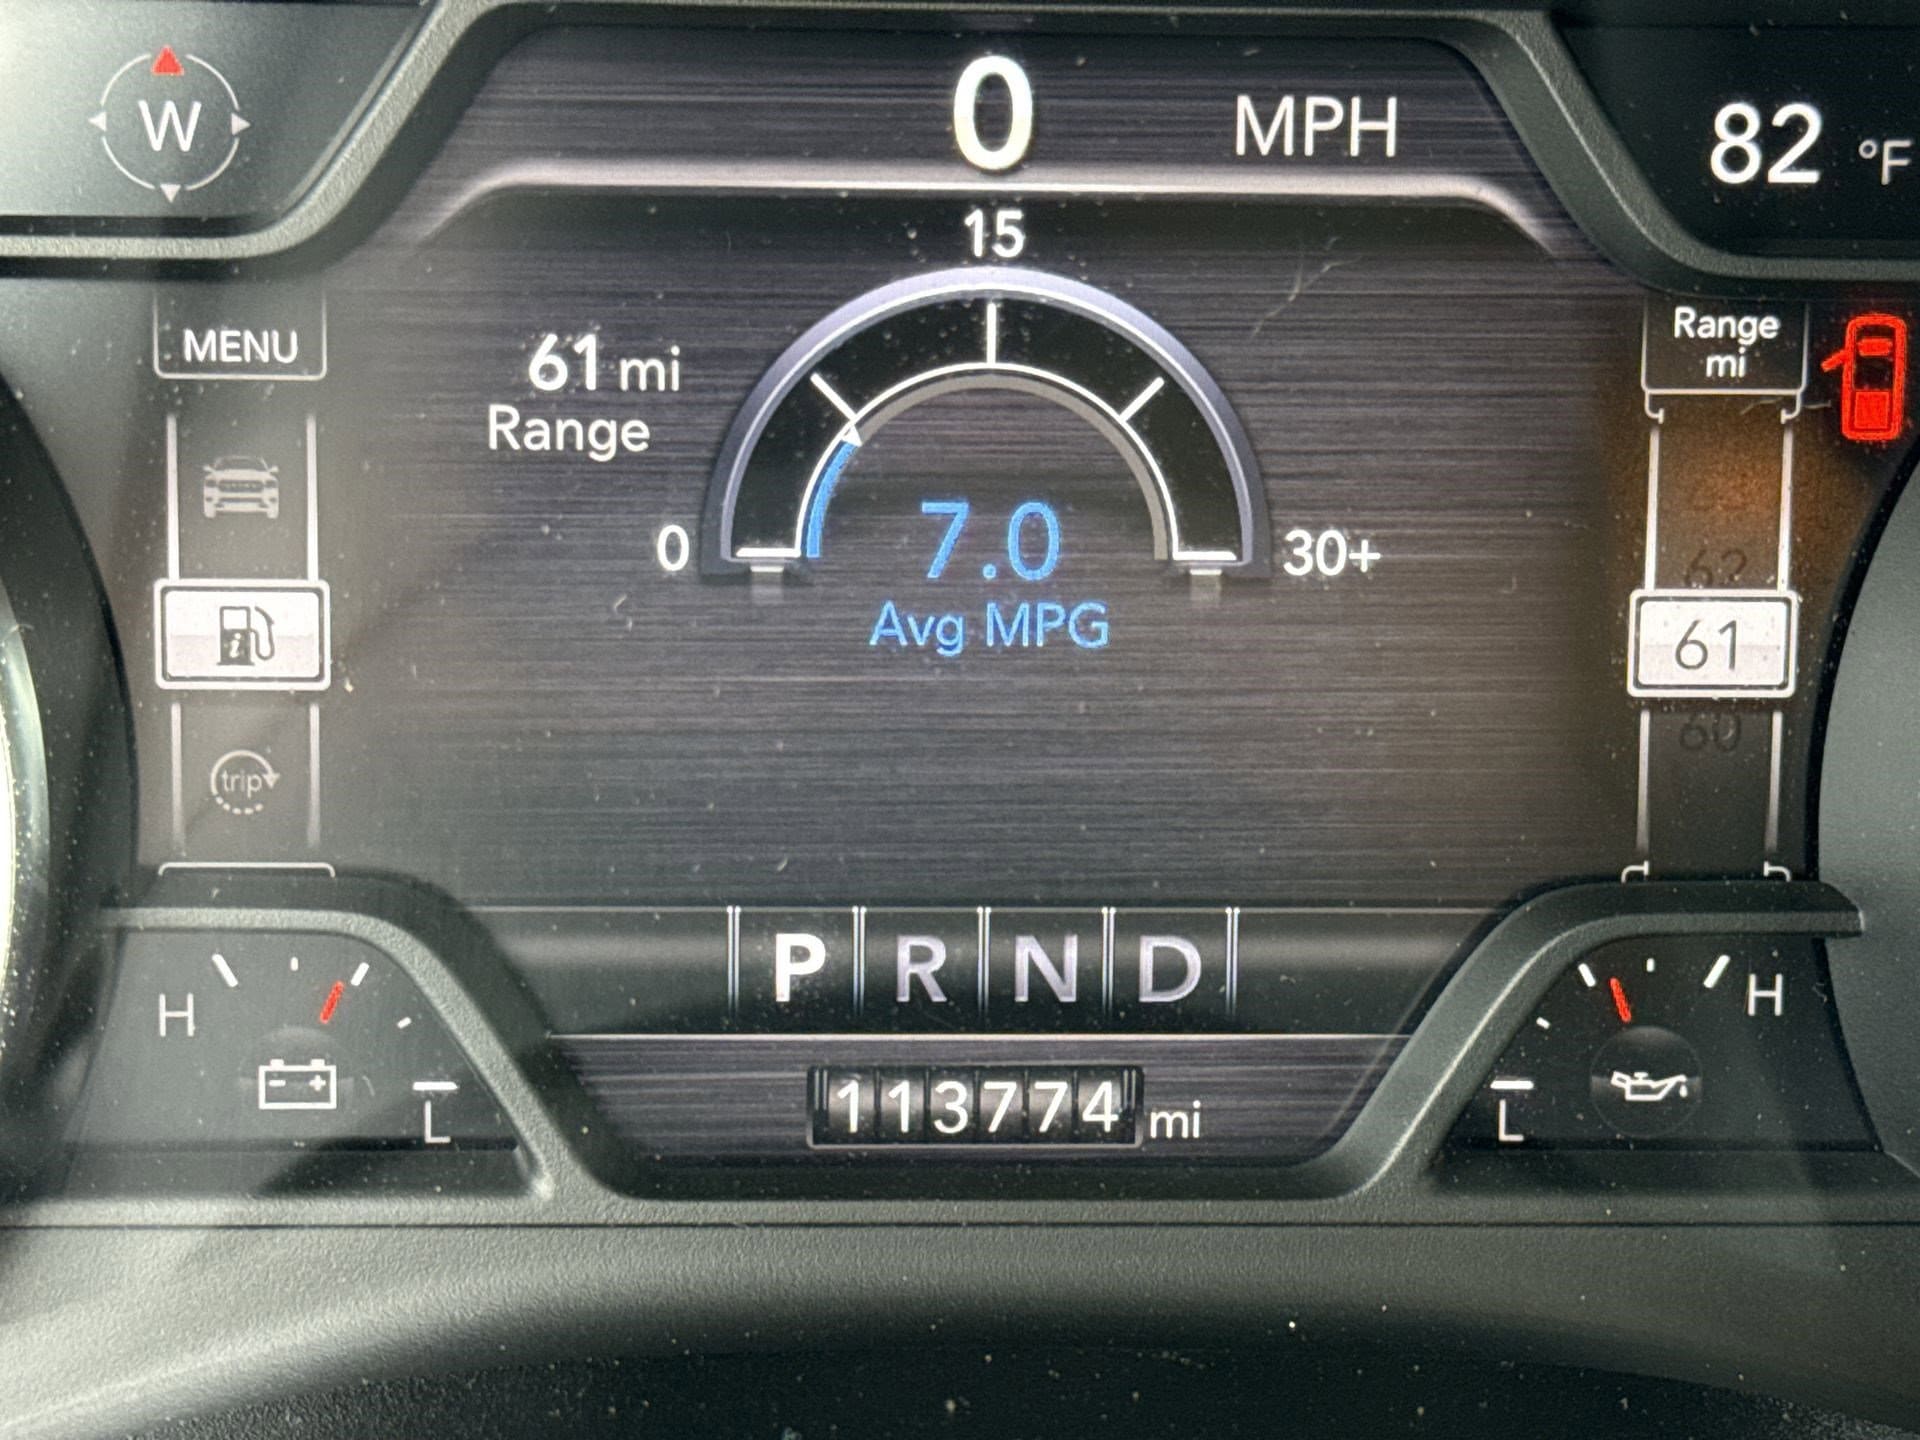 W
0 MPH
82 °F
15
MENU
61 mi
Range
Range
mi
0
7.0
30+
Avg MPG
62
61
60
trip
P R N D
H
L
113774 mi
H
L